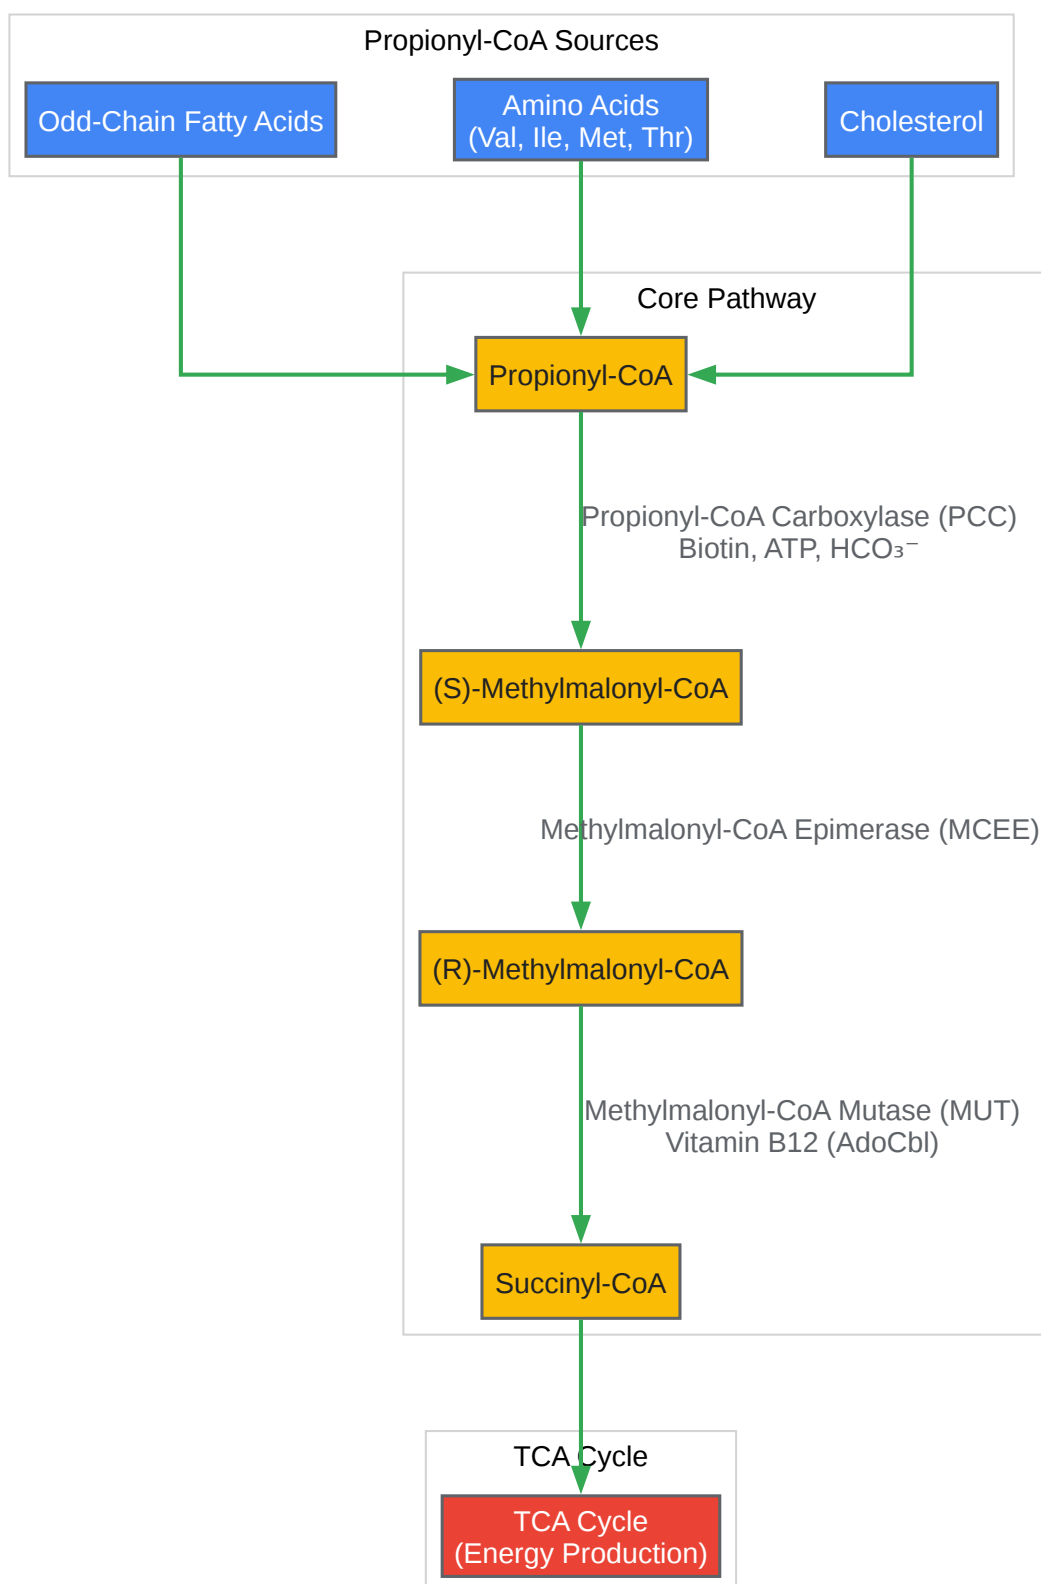 Propionyl-CoA Sources
Odd-Chain Fatty Acids
Amino Acids
(Val, Ile, Met, Thr)
Cholesterol
Core Pathway
Propionyl-CoA
Propionyl-CoA Carboxylase (PCC)
Biotin, ATP, HCO₃⁻
(S)-Methylmalonyl-CoA
Methylmalonyl-CoA Epimerase (MCEE)
(R)-Methylmalonyl-CoA
Methylmalonyl-CoA Mutase (MUT)
Vitamin B12 (AdoCbl)
Succinyl-CoA
TCA Cycle
TCA Cycle
(Energy Production)